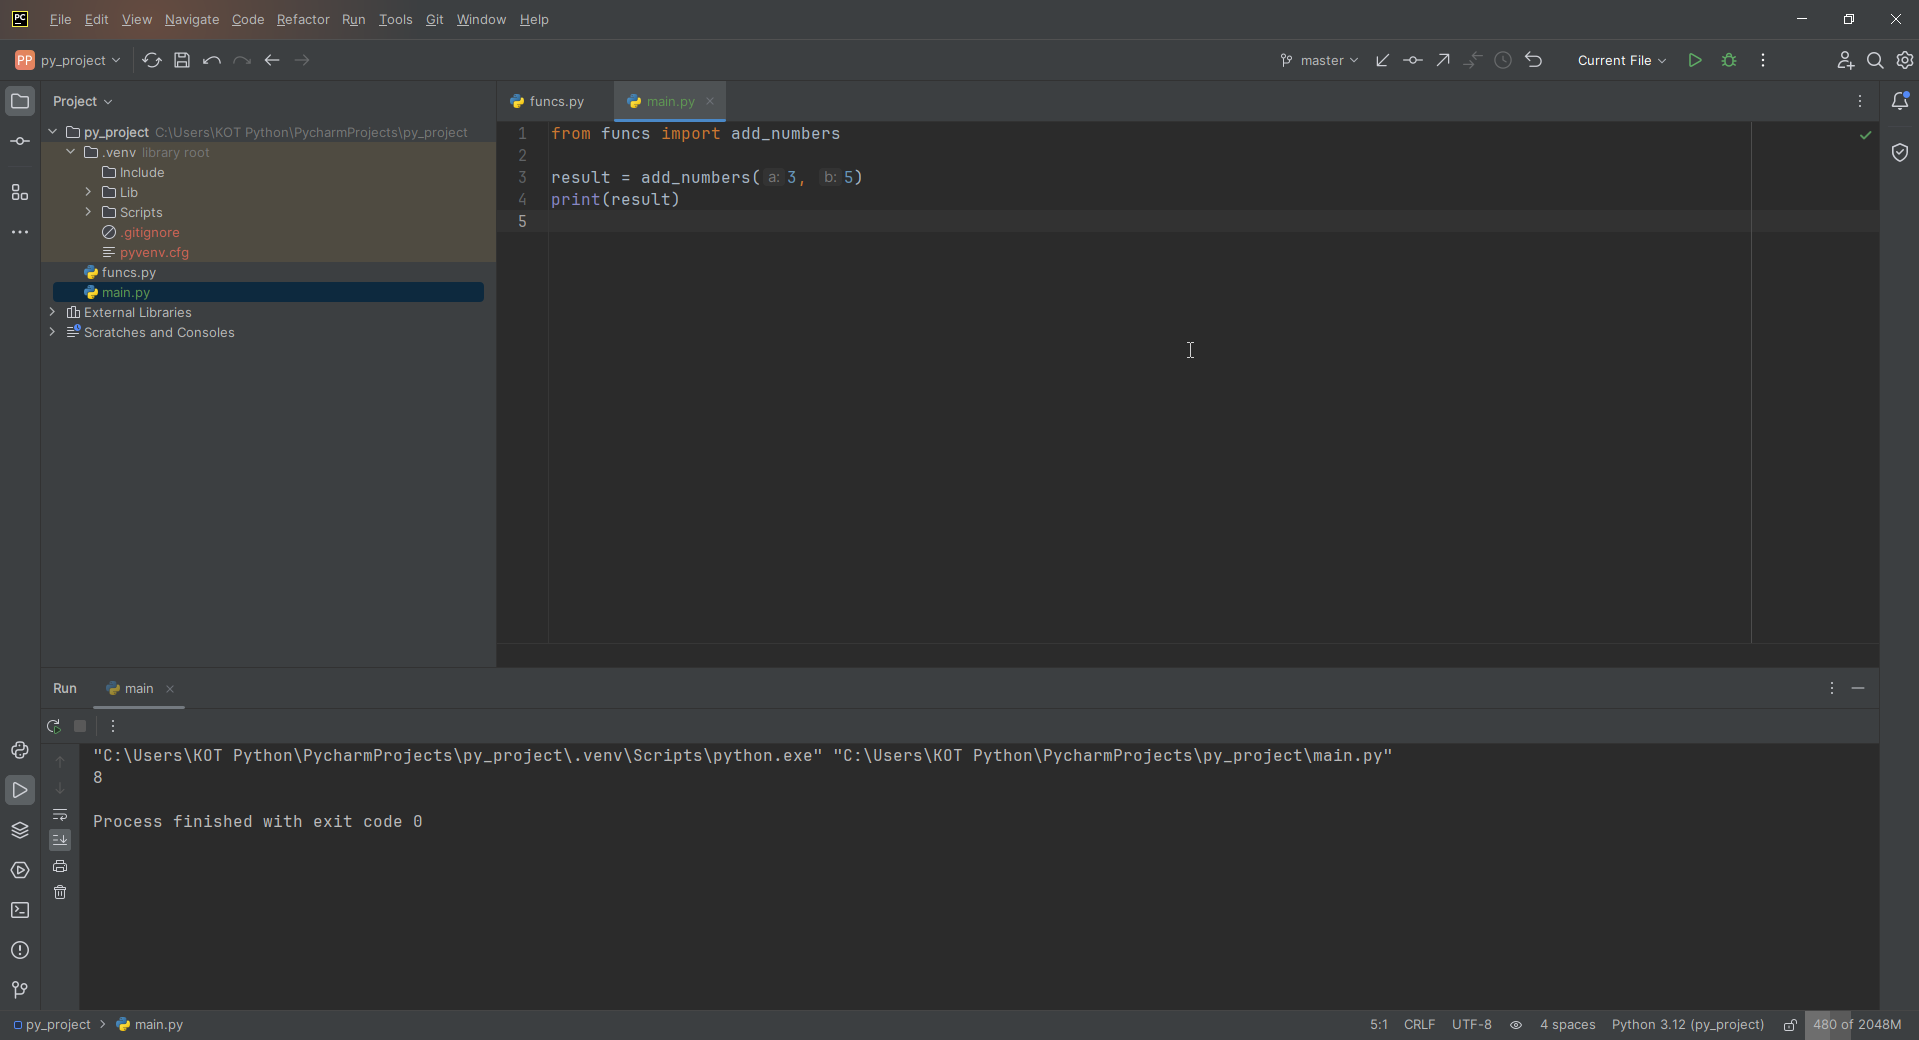 PC File Edit View Navigate Code Refactor Run Tools Git Window Help
PP py_project master Current File
Project
py_project C:\Users\KOT Python\PycharmProjects\py_project
.venv library root
Include
Lib
Scripts
.gitignore
pyvenv.cfg
funcs.py
main.py
External Libraries
Scratches and Consoles
funcs.py main.py
1 from funcs import add_numbers
2
3 result = add_numbers( a: 3, b: 5)
4 print(result)
5
Run main
"C:\Users\KOT Python\PycharmProjects\py_project\.venv\Scripts\python.exe" "C:\Users\KOT Python\PycharmProjects\py_project\main.py"
8
Process finished with exit code 0
py_project main.py 5:1 CRLF UTF-8 4 spaces Python 3.12 (py_project) 480 of 2048M